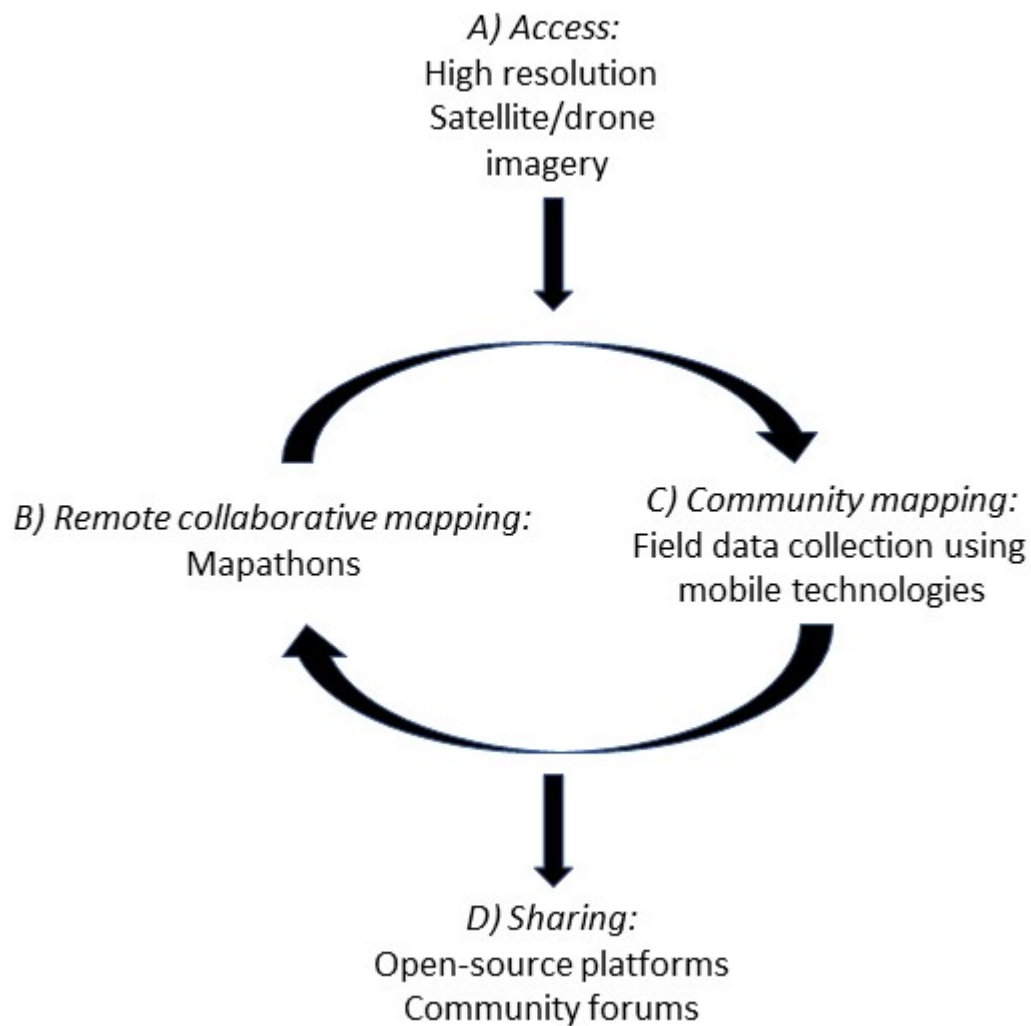 A) Access:
High resolution
Satellite/drone
imagery
B) Remote collaborative mapping:
Mapathons
C) Community mapping:
Field data collection using
mobile technologies
D) Sharing:
Open-source platforms
Community forums